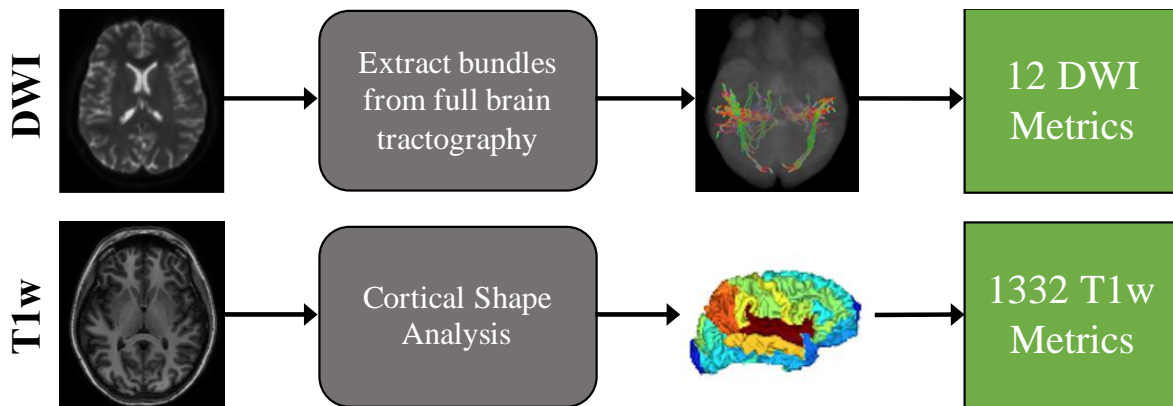 DWI
Extract bundles
from full brain
tractography
12 DWI
Metrics
T1w
Cortical Shape
Analysis
1332 T1w
Metrics